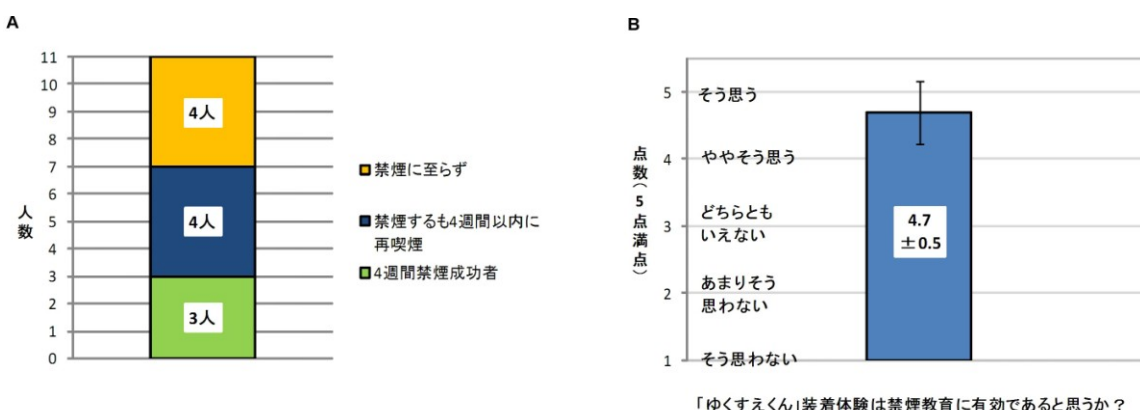 A
11
10
9
8
7
6
5
4
3
2
1
0
人数
4人
4人
3人
禁煙に至らず
禁煙するも4週間以内に
再喫煙
4週間禁煙成功者
B
点数(5点満点)
5
4
3
2
1
そう思う
ややそう思う
どちらとも
いえない
あまりそう
思わない
そう思わない
4.7
±0.5
「ゆくすえくん」装着体験は禁煙教育に有効であると思うか?